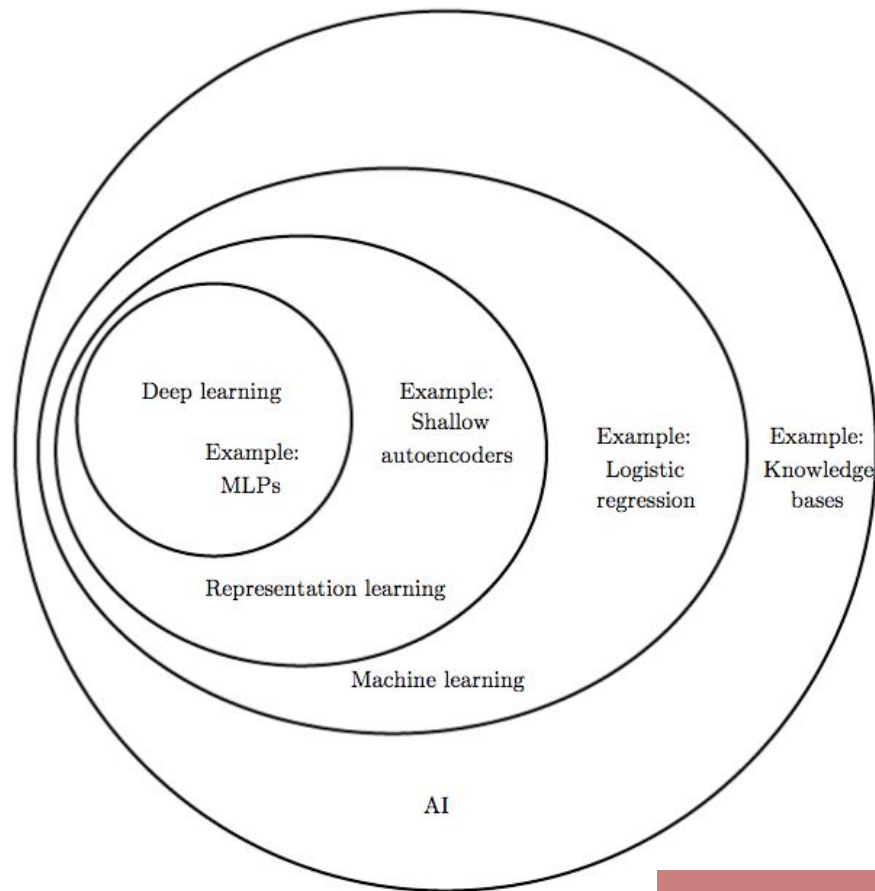 Deep learning
Example:
MLPs
Example:
Shallow
autoencoders
Example:
Logistic
regression
Example:
Knowledge
bases
Representation learning
Machine learning
AI